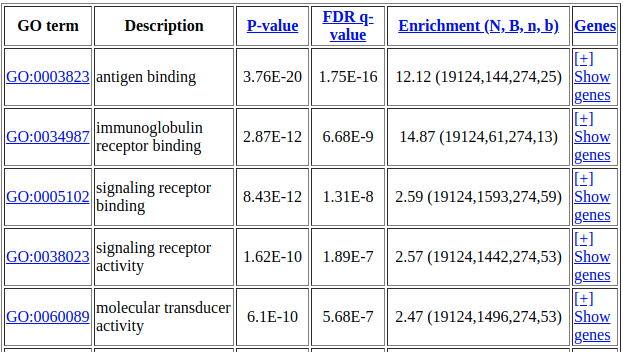 GO term Description P-value FDR q-value Enrichment (N, B, n, b) Genes
GO:0003823 antigen binding 3.76E-20 1.75E-16 12.12 (19124,144,274,25) [+] Show genes
GO:0034987 immunoglobulin receptor binding 2.87E-12 6.68E-9 14.87 (19124,61,274,13) [+] Show genes
GO:0005102 signaling receptor binding 8.43E-12 1.31E-8 2.59 (19124,1593,274,59) [+] Show genes
GO:0038023 signaling receptor activity 1.62E-10 1.89E-7 2.57 (19124,1442,274,53) [+] Show genes
GO:0060089 molecular transducer activity 6.1E-10 5.68E-7 2.47 (19124,1496,274,53) [+] Show genes